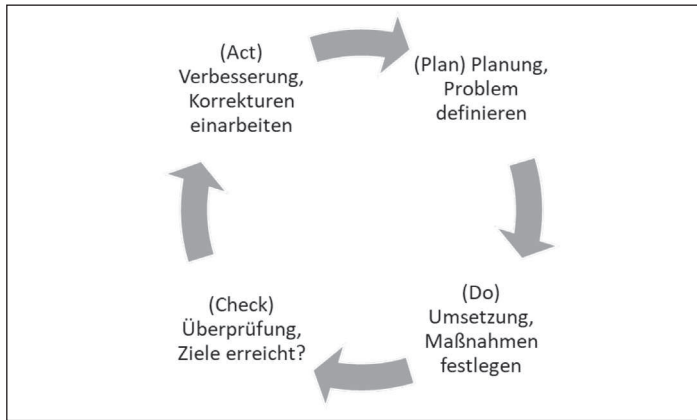 (Act)
Verbesserung,
Korrekturen
einarbeiten
(Plan) Planung,
Problem
definieren
(Do)
Umsetzung,
Maßnahmen
festlegen
(Check)
Überprüfung,
Ziele erreicht?